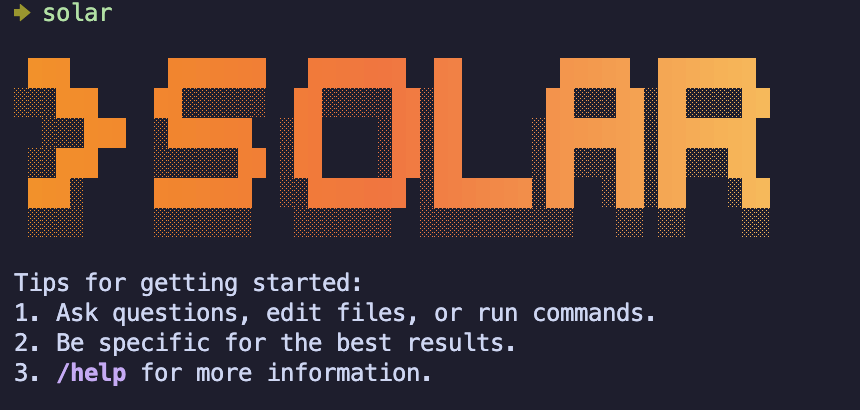 ➜ solar
> SOLAR
Tips for getting started:
1. Ask questions, edit files, or run commands.
2. Be specific for the best results.
3. /help for more information.